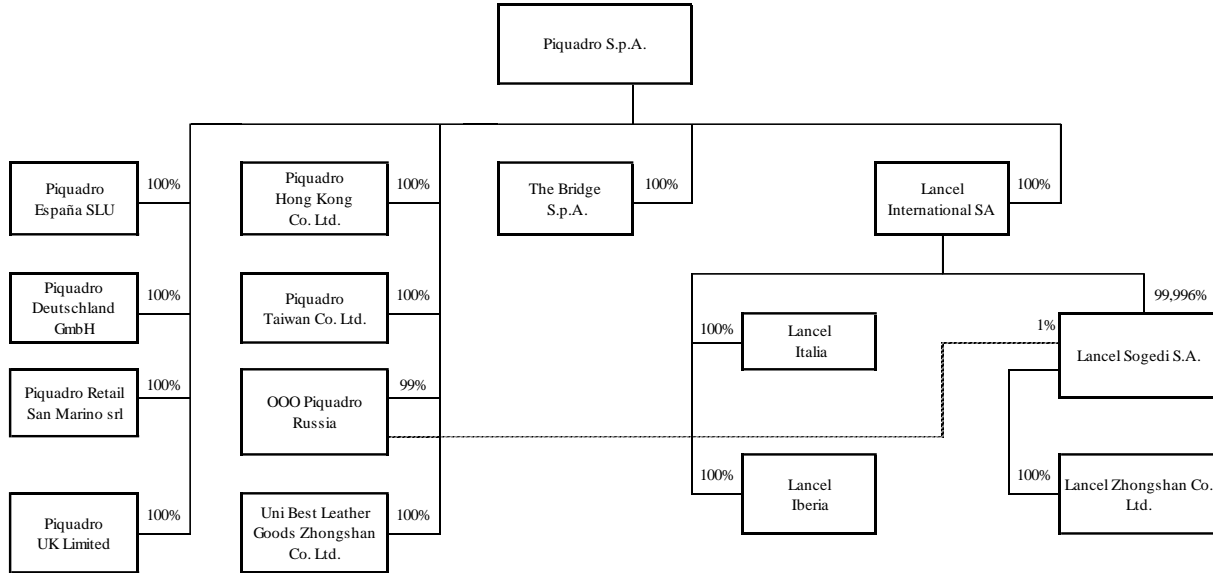 Piquadro S.p.A.
Piquadro
España SLU
100%
Piquadro
Hong Kong
Co. Ltd.
100%
The Bridge
S.p.A.
100%
Lancel
International SA
100%
Piquadro
Deutschland
GmbH
100%
Piquadro
Taiwan Co. Ltd.
100%
100%
Lancel
Italia
99,996%
1%
Lancel Sogedi S.A.
Piquadro Retail
San Marino srl
100%
OOO Piquadro
Russia
99%
Piquadro
UK Limited
100%
Uni Best Leather
Goods Zhongshan
Co. Ltd.
100%
100%
Lancel
Iberia
100%
Lancel Zhongshan Co.
Ltd.